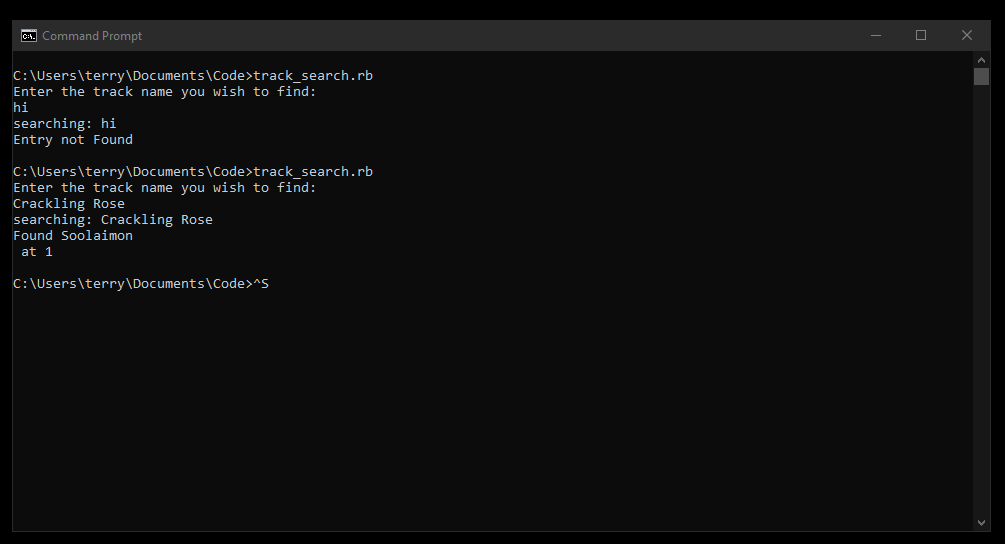 Command Prompt
C:\Users\terry\Documents\Code>track_search.rb
Enter the track name you wish to find:
hi
searching: hi
Entry not Found
C:\Users\terry\Documents\Code>track_search.rb
Enter the track name you wish to find:
Crackling Rose
searching: Crackling Rose
Found Soolaimon
 at 1
C:\Users\terry\Documents\Code>^S